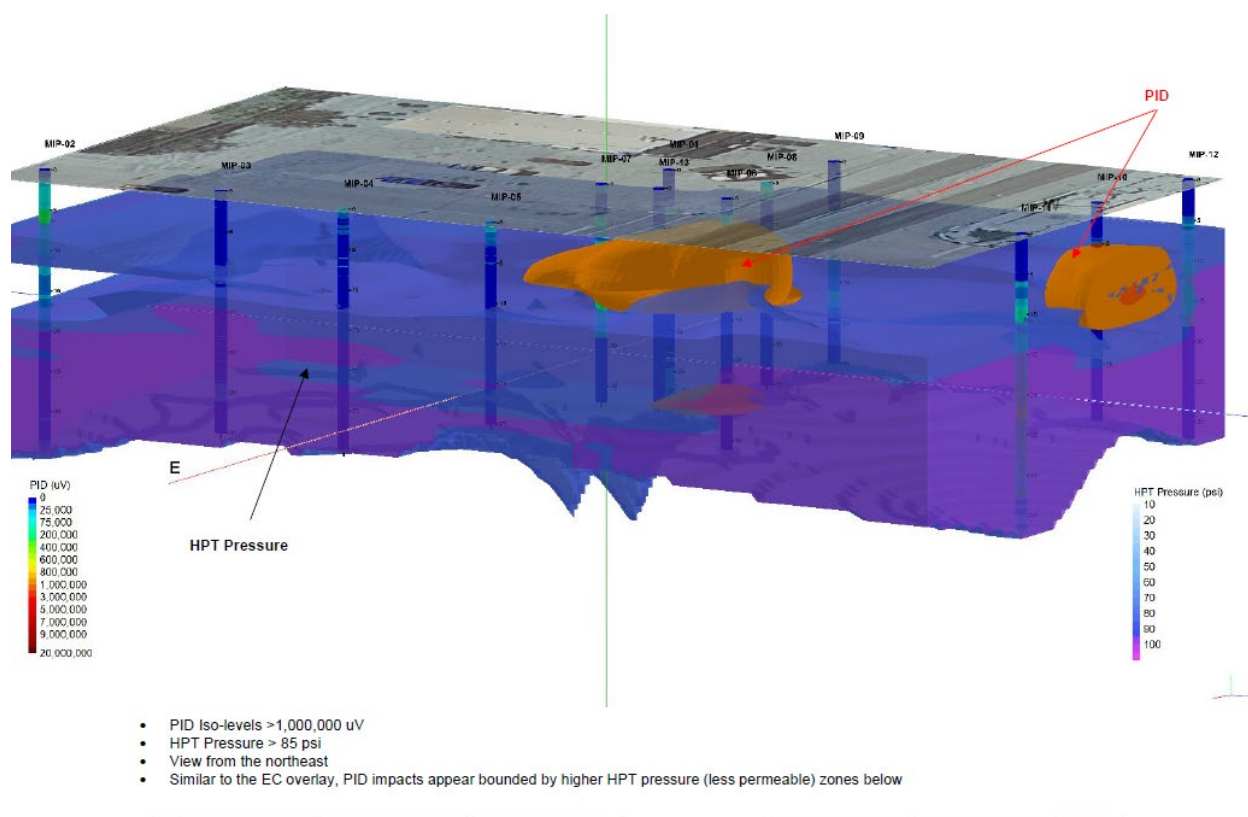 PID
MIP-02
MIP-03
MIP-04
MIP-05
MIP-07
MIP-13
MIP-06
MIP-08
MIP-09
MIP-10
MIP-12
E
HPT Pressure
PID (uV)
0
25,000
75,000
200,000
400,000
600,000
800,000
1,000,000
3,000,000
5,000,000
7,000,000
9,000,000
20,000,000
HPT Pressure (psi)
10
20
30
40
50
60
70
80
90
100
• PID Iso-levels >1,000,000 uV
• HPT Pressure > 85 psi
• View from the northeast
• Similar to the EC overlay, PID impacts appear bounded by higher HPT pressure (less permeable) zones below